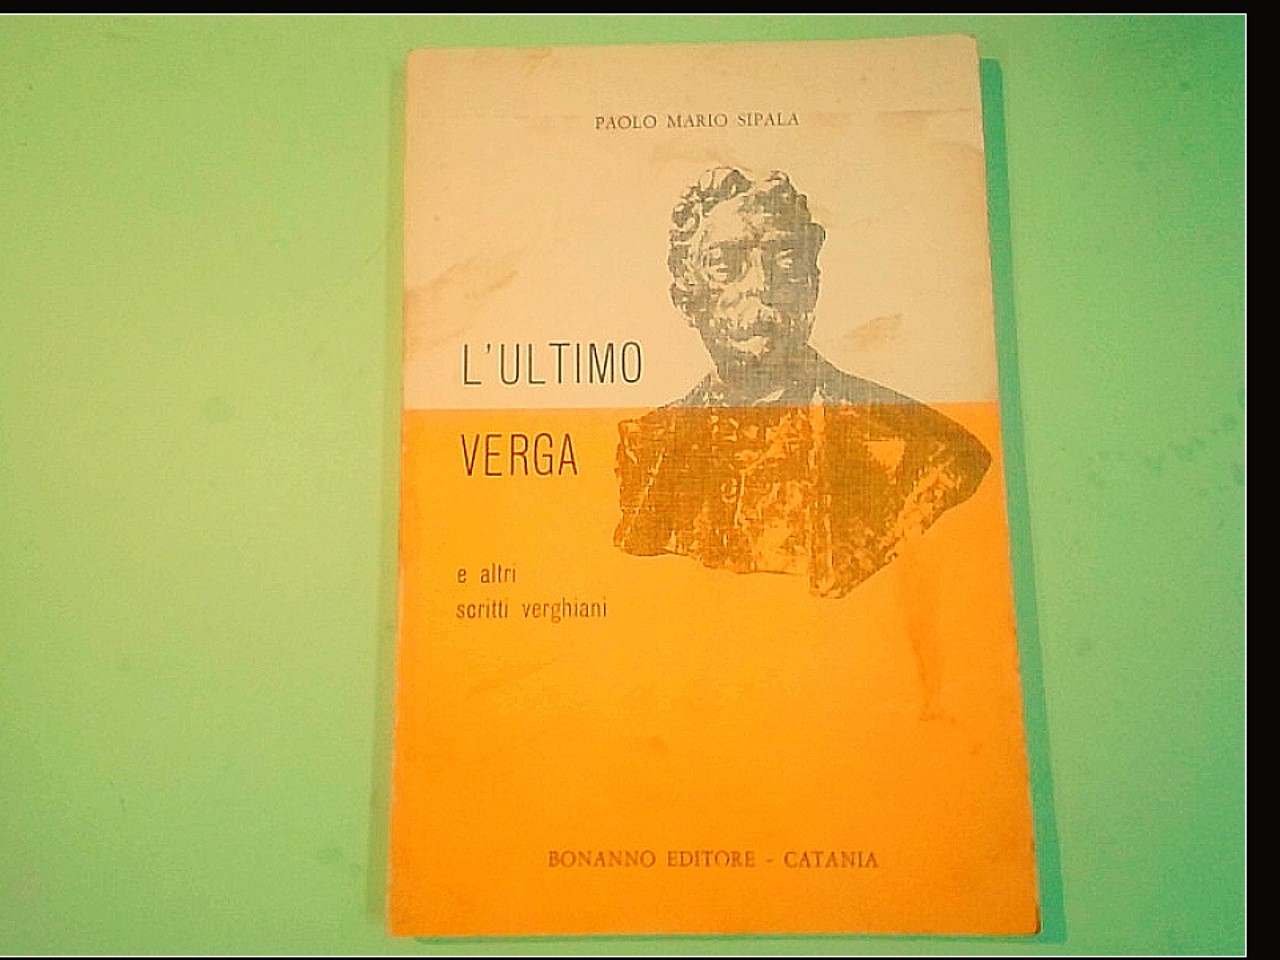 PAOLO MARIO SIPALA
L'ULTIMO
VERGA
e altri
scritti verghiani
BONANNO EDITORE - CATANIA